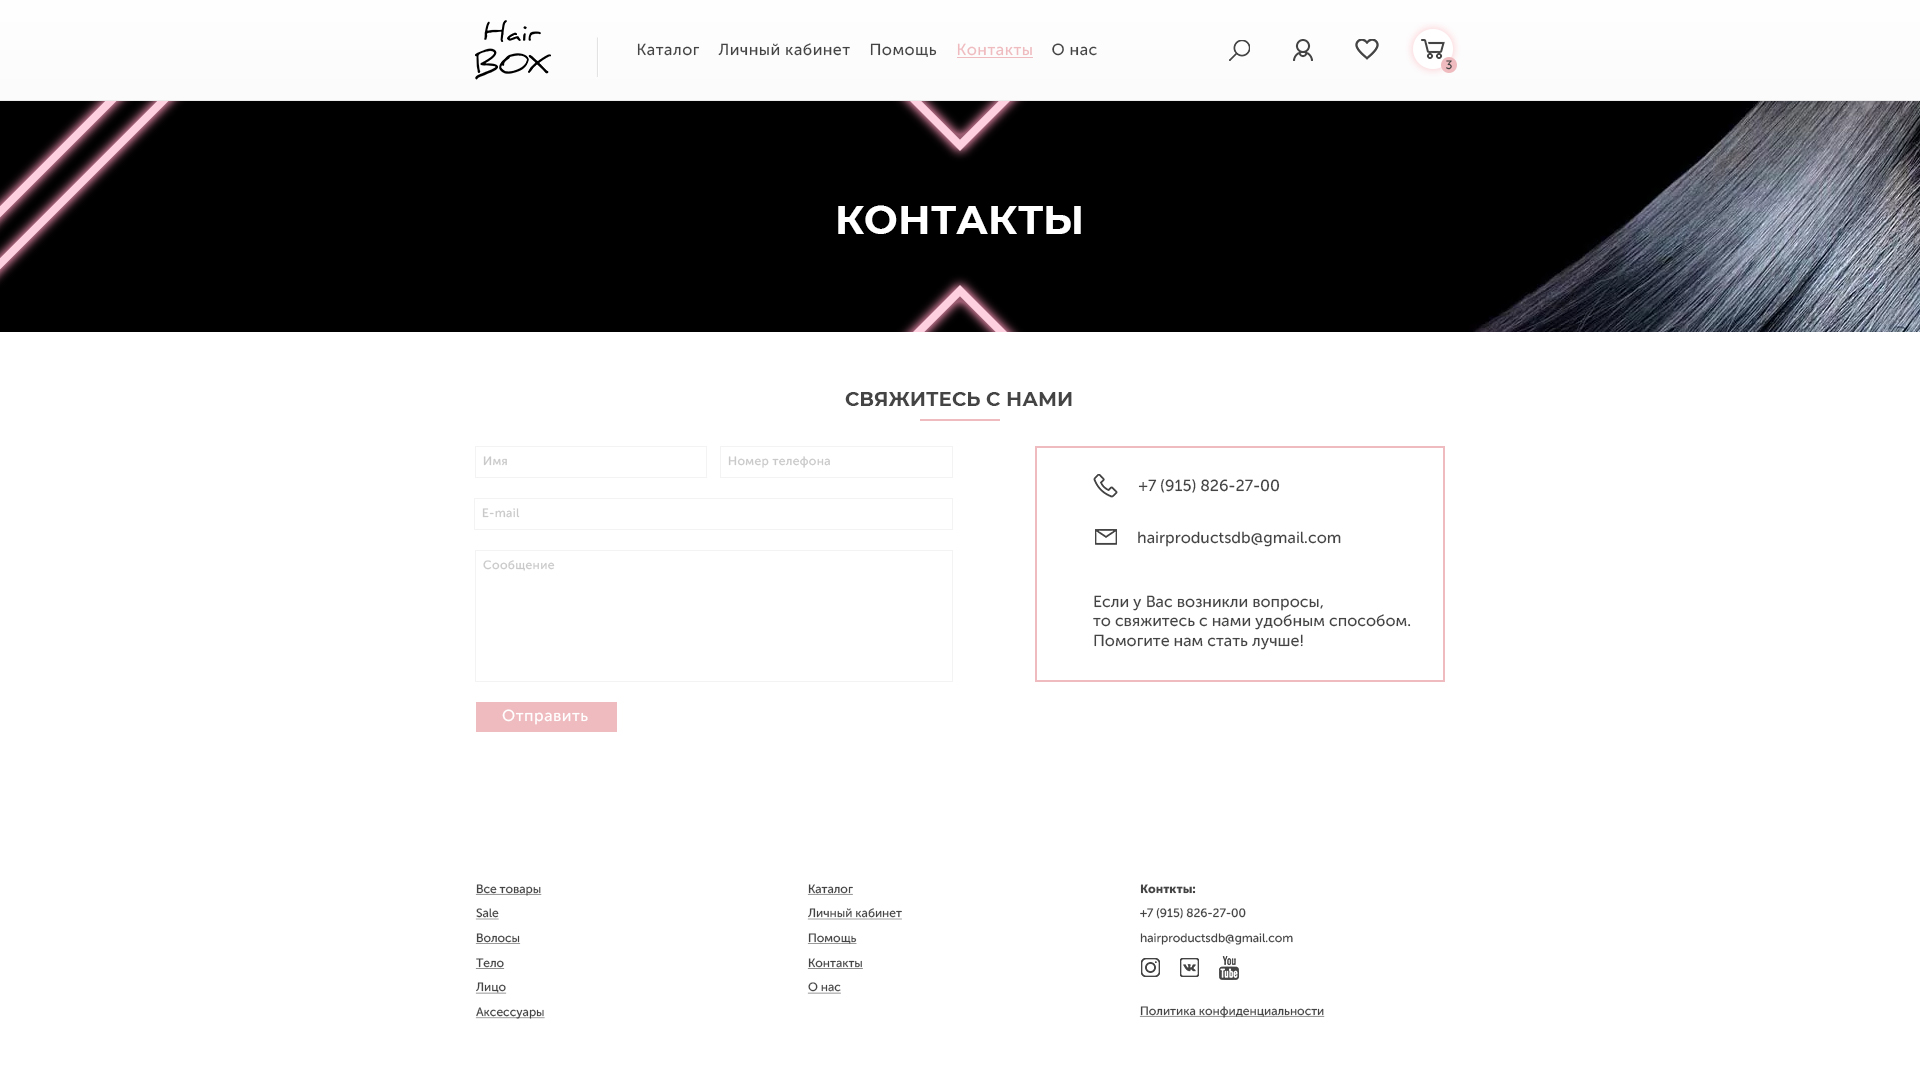 Hair
BOX
Каталог Личный кабинет Помощь Контакты О нас
3
КОНТАКТЫ
СВЯЖИТЕСЬ С НАМИ
Имя
Номер телефона
E-mail
Сообщение
Отправить
+7 (915) 826-27-00
hairproductsdb@gmail.com
Если у Вас возникли вопросы,
то свяжитесь с нами удобным способом.
Помогите нам стать лучше!
Все товары
Sale
Волосы
Тело
Лицо
Аксессуары
Каталог
Личный кабинет
Помощь
Контакты
О нас
Конткты:
+7 (915) 826-27-00
hairproductsdb@gmail.com
You
Tube
Политика конфиденциальности